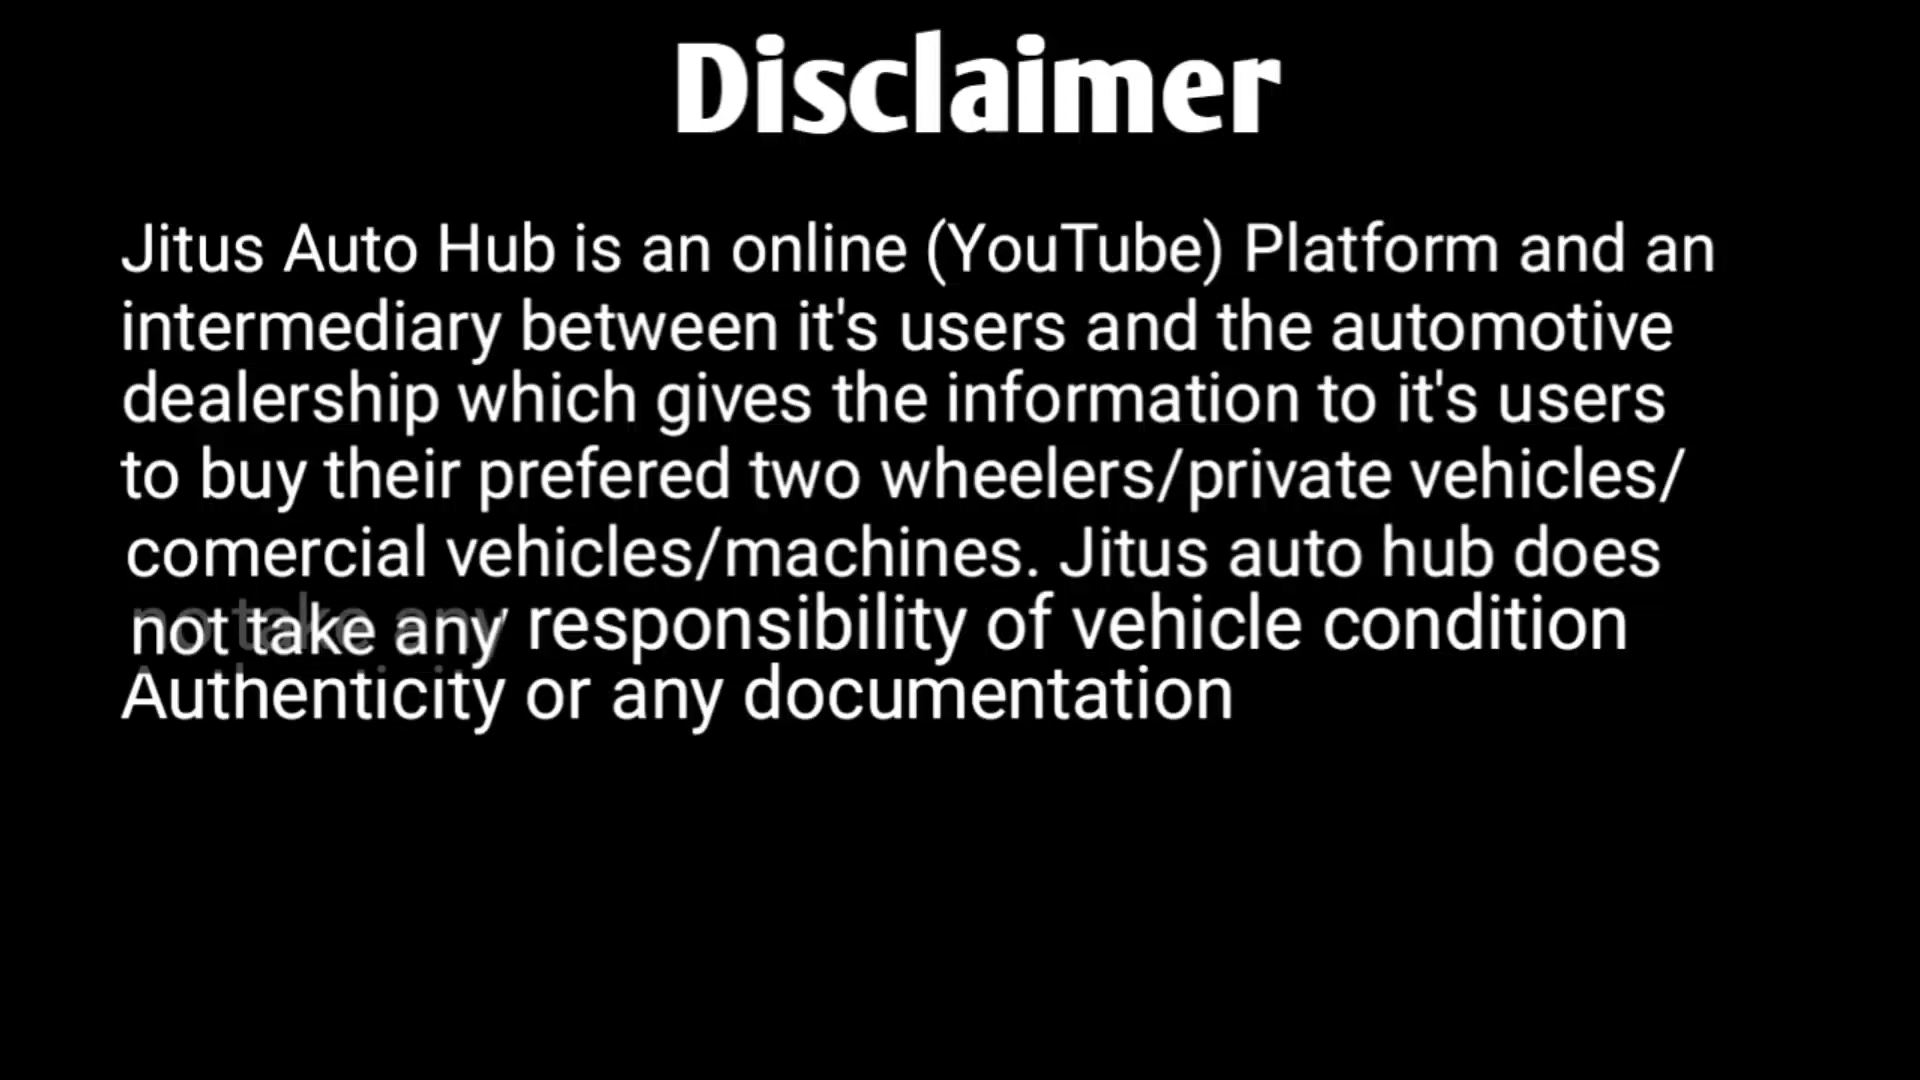 Disclaimer
Jitus Auto Hub is an online (YouTube) Platform and an
intermediary between it's users and the automotive
dealership which gives the information to it's users
to buy their prefered two wheelers/private vehicles/
comercial vehicles/machines. Jitus auto hub does
not take any responsibility of vehicle condition
Authenticity or any documentation